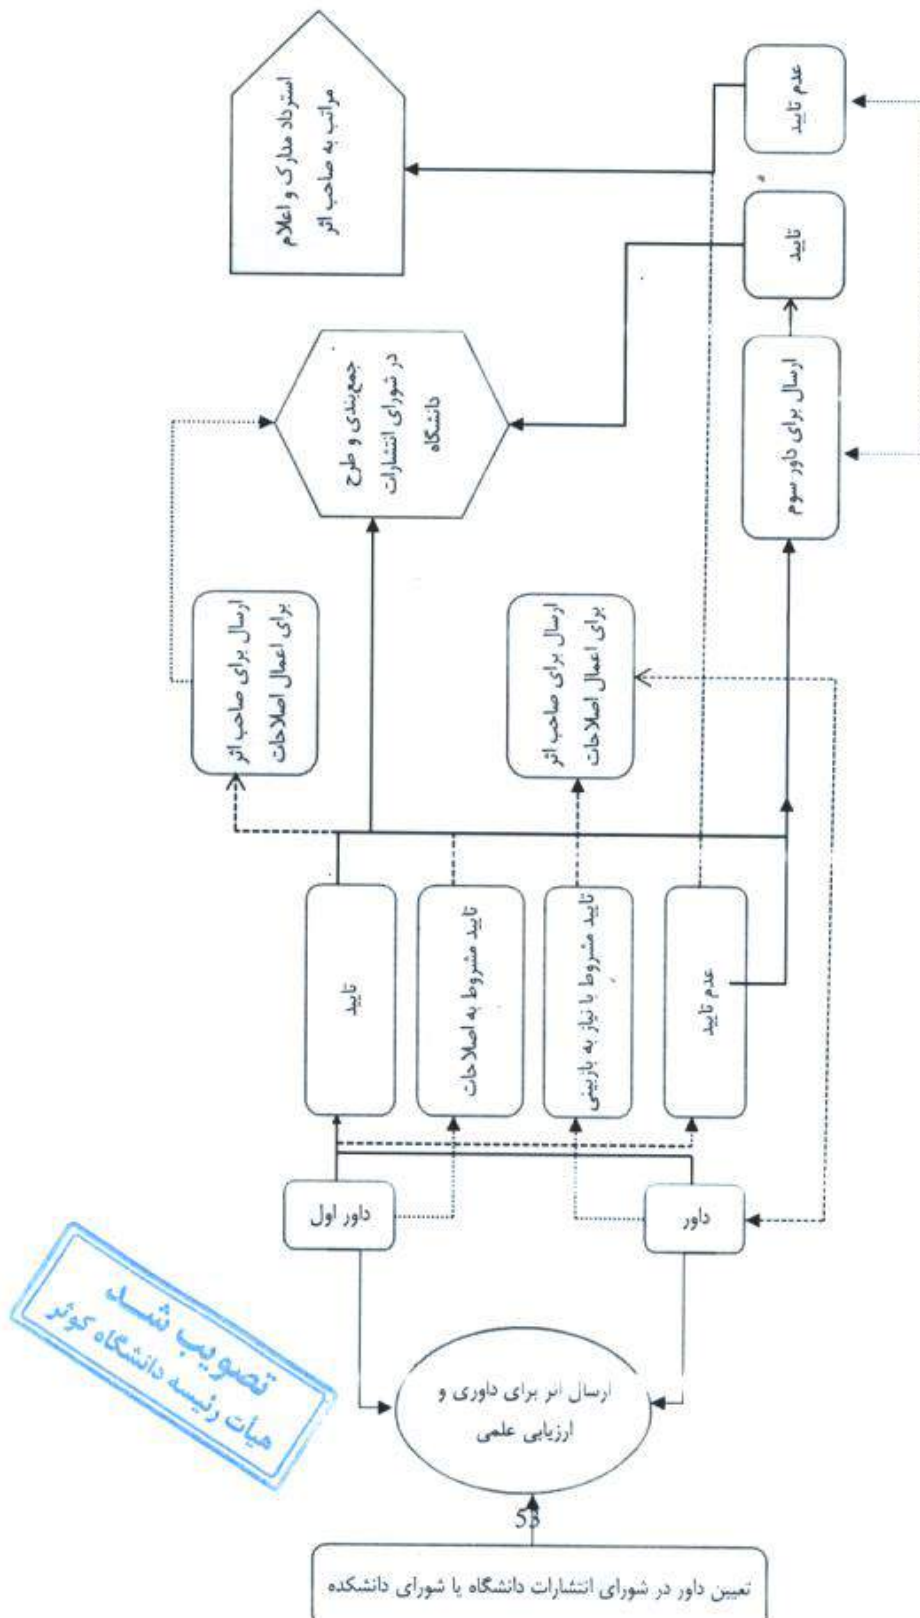 تعیین داور در شورای انتشارات دانشگاه یا شورای دانشکده
53
ارسال اثر برای داوری و
ارزیابی علمی
داور اول
داور
تایید
تایید مشروط به اصلاحات
تایید مشروط با نیاز به بازبینی
عدم تایید
ارسال برای صاحب اثر
برای اعمال اصلاحات
ارسال برای صاحب اثر
برای اعمال اصلاحات
جمع‌بندی و طرح
در شورای انتشارات
دانشگاه
ارسال برای داور سوم
تایید
عدم تایید
استرداد مدارک و اعلام
مراتب به صاحب اثر
تصویب شد
هیأت رئیسه دانشگاه کوثر